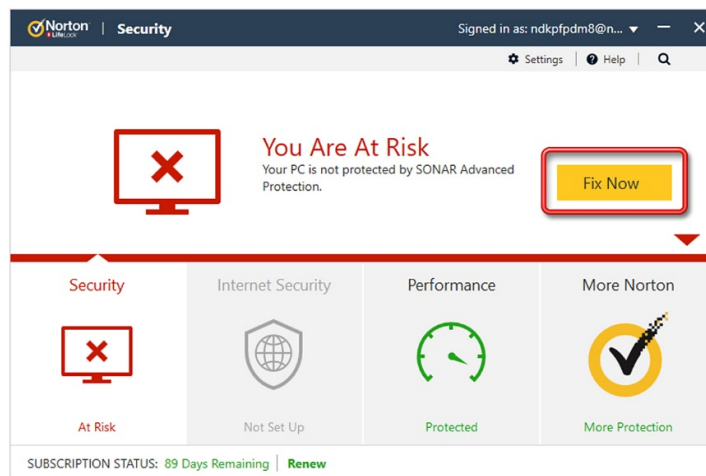 Norton LifeLock | Security
Signed in as: ndkpfpdm8@n...
Settings | Help |
You Are At Risk
Your PC is not protected by SONAR Advanced
Protection.
Fix Now
Security
Internet Security
Performance
More Norton
At Risk
Not Set Up
Protected
More Protection
SUBSCRIPTION STATUS: 89 Days Remaining | Renew